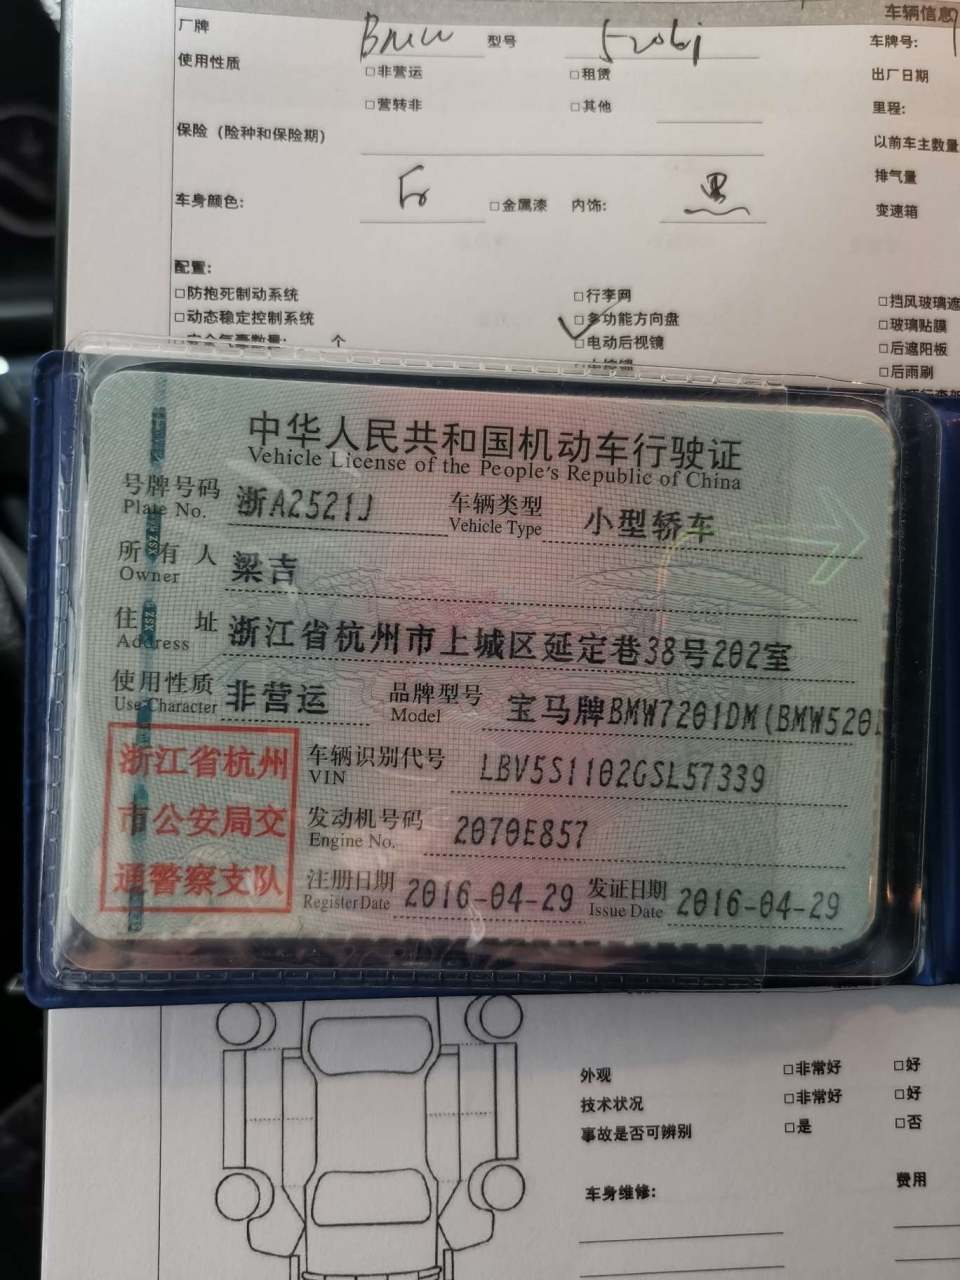 车辆信息
厂牌 BMW 型号 520Li 车牌号:
使用性质 □非营运 □租赁 出厂日期
□营转非 □其他 里程:
保险（险种和保险期） 以前车主数量
排气量
车身颜色: □金属漆 内饰: 黑 变速箱
配置:
□防抱死制动系统 □行李网 □挡风玻璃遮
□动态稳定控制系统 □多功能方向盘 □玻璃贴膜
安全气囊数量: 个 □电动后视镜 □后遮阳板
□后雨刷
中华人民共和国机动车行驶证
Vehicle License of the People's Republic of China
号牌号码 浙A2521J 车辆类型 小型轿车
Plate No. Vehicle Type
所有人 梁吉
Owner
住址 浙江省杭州市上城区延定巷38号202室
Address
使用性质 非营运 品牌型号 宝马牌BMW7201DM(BMW520
Use Character Model
浙江省杭州
市公安局交
通警察支队
车辆识别代号 LBV5S1102GSL57339
VIN
发动机号码 2070E857
Engine No.
注册日期 2016-04-29 发证日期 2016-04-29
Register Date Issue Date
外观 □非常好 □好
技术状况 □非常好 □好
事故是否可辨别 □是 □否
车身维修: 费用